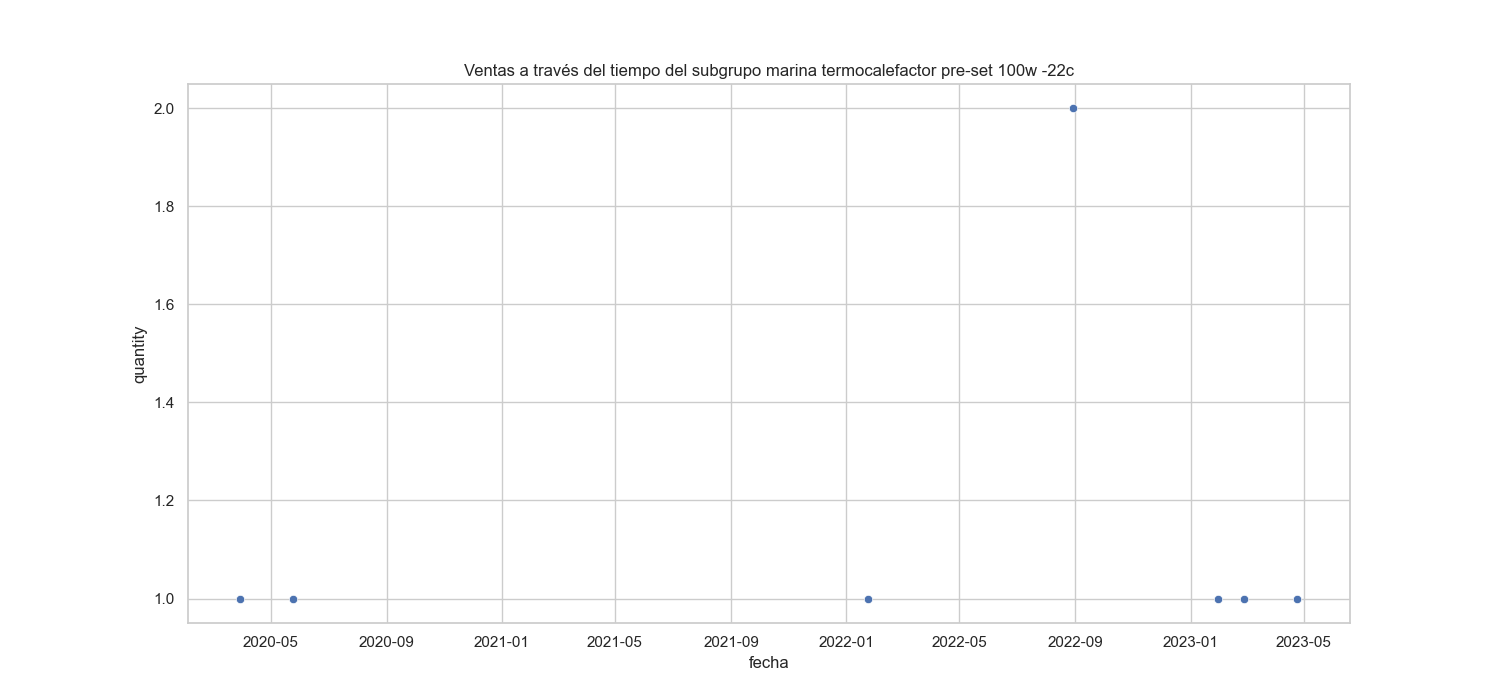 Ventas a través del tiempo del subgrupo marina termocalefactor pre-set 100w -22c
2.0
1.8
1.6
1.4
1.2
1.0
quantity
2020-05 2020-09 2021-01 2021-05 2021-09 2022-01 2022-05 2022-09 2023-01 2023-05
fecha